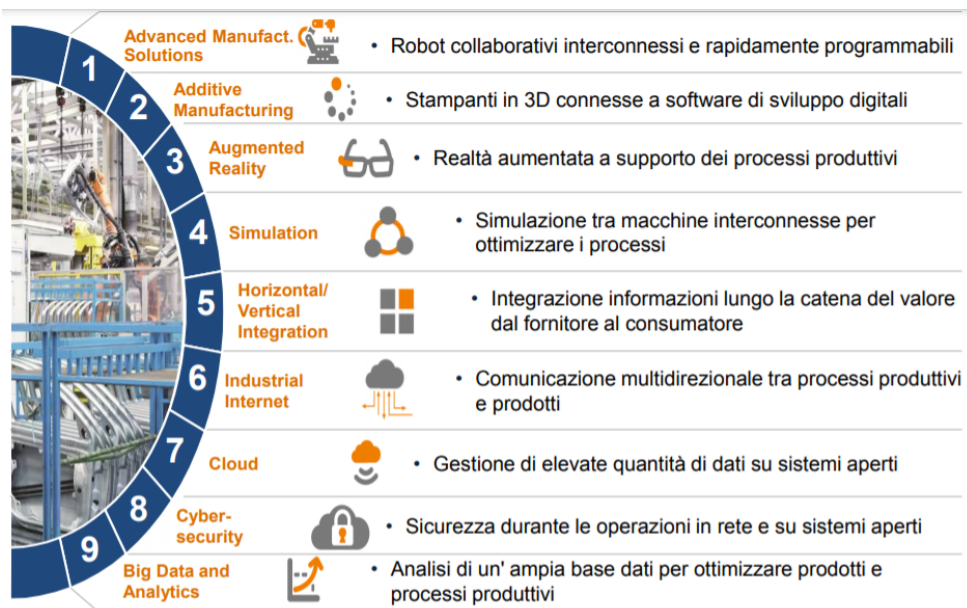 1
Advanced Manufact.
Solutions
• Robot collaborativi interconnessi e rapidamente programmabili
2
Additive
Manufacturing
• Stampanti in 3D connesse a software di sviluppo digitali
3
Augmented
Reality
• Realtà aumentata a supporto dei processi produttivi
4
Simulation
• Simulazione tra macchine interconnesse per
ottimizzare i processi
5
Horizontal/
Vertical
Integration
• Integrazione informazioni lungo la catena del valore
dal fornitore al consumatore
6
Industrial
Internet
• Comunicazione multidirezionale tra processi produttivi
e prodotti
7
Cloud
• Gestione di elevate quantità di dati su sistemi aperti
8
Cyber-
security
• Sicurezza durante le operazioni in rete e su sistemi aperti
9
Big Data and
Analytics
• Analisi di un' ampia base dati per ottimizzare prodotti e
processi produttivi